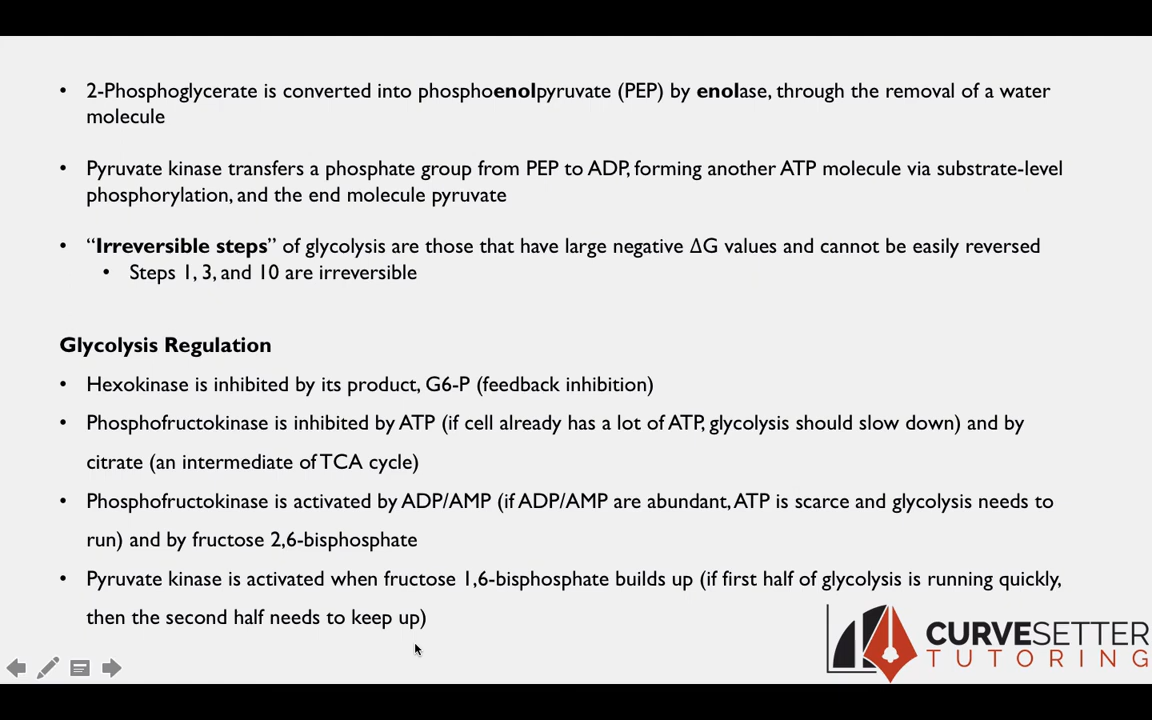 • 2-Phosphoglycerate is converted into phosphoenolpyruvate (PEP) by enolase, through the removal of a water
molecule
• Pyruvate kinase transfers a phosphate group from PEP to ADP, forming another ATP molecule via substrate-level
phosphorylation, and the end molecule pyruvate
• “Irreversible steps” of glycolysis are those that have large negative ΔG values and cannot be easily reversed
• Steps 1, 3, and 10 are irreversible
Glycolysis Regulation
• Hexokinase is inhibited by its product, G6-P (feedback inhibition)
• Phosphofructokinase is inhibited by ATP (if cell already has a lot of ATP, glycolysis should slow down) and by
citrate (an intermediate of TCA cycle)
• Phosphofructokinase is activated by ADP/AMP (if ADP/AMP are abundant, ATP is scarce and glycolysis needs to
run) and by fructose 2,6-bisphosphate
• Pyruvate kinase is activated when fructose 1,6-bisphosphate builds up (if first half of glycolysis is running quickly,
then the second half needs to keep up)
CURVESETTER
TUTORING